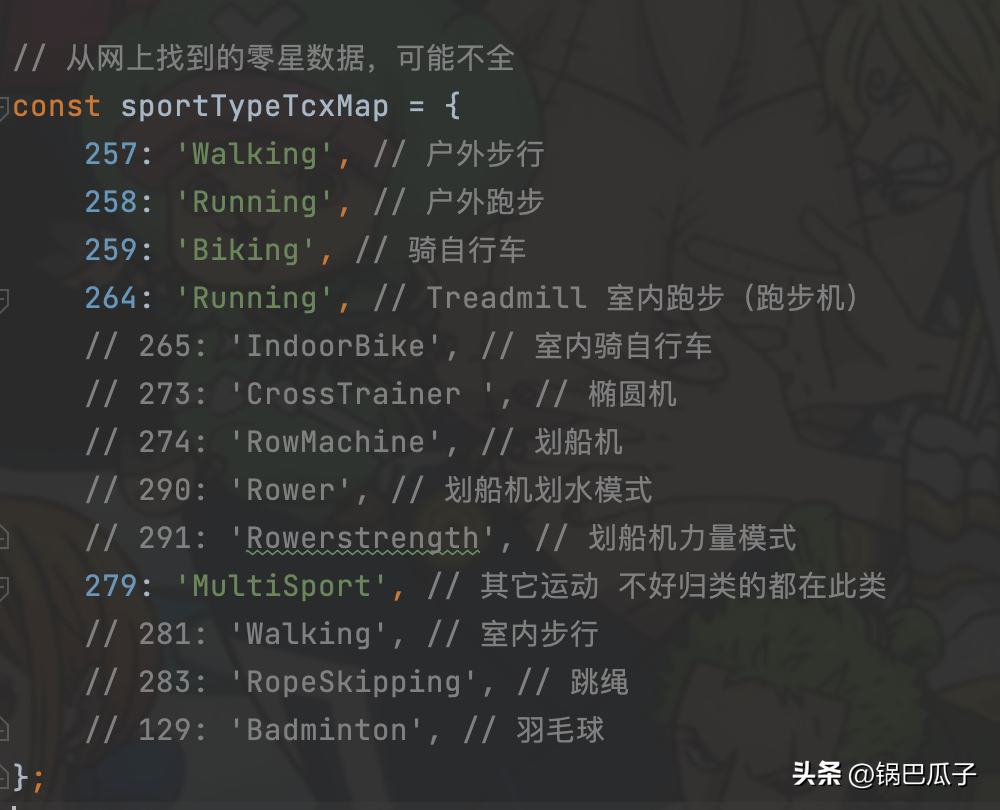 // 从网上找到的零星数据，可能不全
const sportTypeTcxMap = {
257: 'Walking', // 户外步行
258: 'Running', // 户外跑步
259: 'Biking', // 骑自行车
264: 'Running', // Treadmill 室内跑步（跑步机）
// 265: 'IndoorBike', // 室内骑自行车
// 273: 'CrossTrainer ', // 椭圆机
// 274: 'RowMachine', // 划船机
// 290: 'Rower', // 划船机划水模式
// 291: 'Rowerstrength', // 划船机力量模式
279: 'MultiSport', // 其它运动 不好归类的都在此类
// 281: 'Walking', // 室内步行
// 283: 'RopeSkipping', // 跳绳
// 129: 'Badminton', // 羽毛球
};
头条 @锅巴瓜子